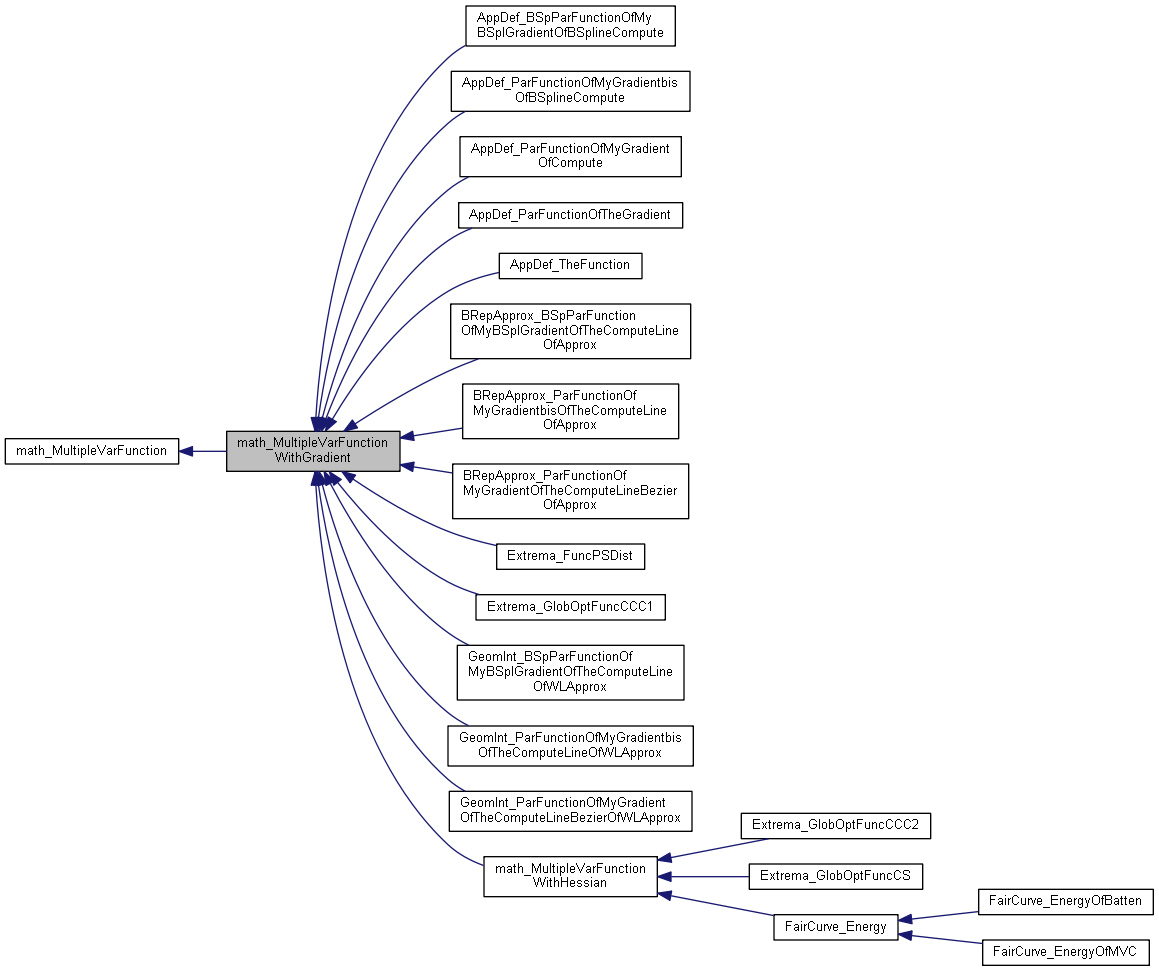 AppDef_BSpParFunctionOfMy
BSplGradientOfBSplineCompute
AppDef_ParFunctionOfMyGradientbis
OfBSplineCompute
AppDef_ParFunctionOfMyGradient
OfCompute
AppDef_ParFunctionOfTheGradient
AppDef_TheFunction
BRepApprox_BSpParFunction
OfMyBSplGradientOfTheComputeLine
OfApprox
BRepApprox_ParFunctionOf
MyGradientbisOfTheComputeLine
OfApprox
math_MultipleVarFunction
math_MultipleVarFunction
WithGradient
BRepApprox_ParFunctionOf
MyGradientOfTheComputeLineBezier
OfApprox
Extrema_FuncPSDist
Extrema_GlobOptFuncCCC1
GeomInt_BSpParFunctionOf
MyBSplGradientOfTheComputeLine
OfWLApprox
GeomInt_ParFunctionOfMyGradientbis
OfTheComputeLineOfWLApprox
GeomInt_ParFunctionOfMyGradient
OfTheComputeLineBezierOfWLApprox
math_MultipleVarFunction
WithHessian
Extrema_GlobOptFuncCCC2
Extrema_GlobOptFuncCS
FairCurve_Energy
FairCurve_EnergyOfBatten
FairCurve_EnergyOfMVC